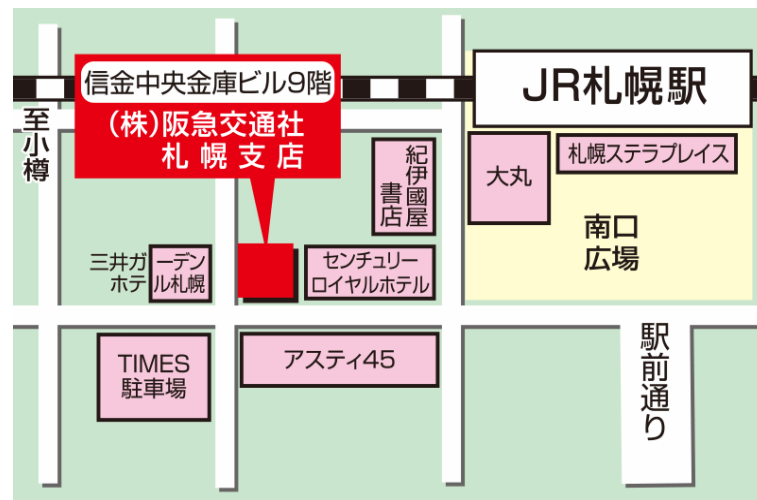 信金中央金庫ビル9階
(株)阪急交通社
札幌支店
JR札幌駅
至小樽
紀伊國屋
書店
大丸
札幌ステラプレイス
南口
広場
三井ガーデン
ホテル札幌
センチュリー
ロイヤルホテル
TIMES
駐車場
アスティ45
駅前通り